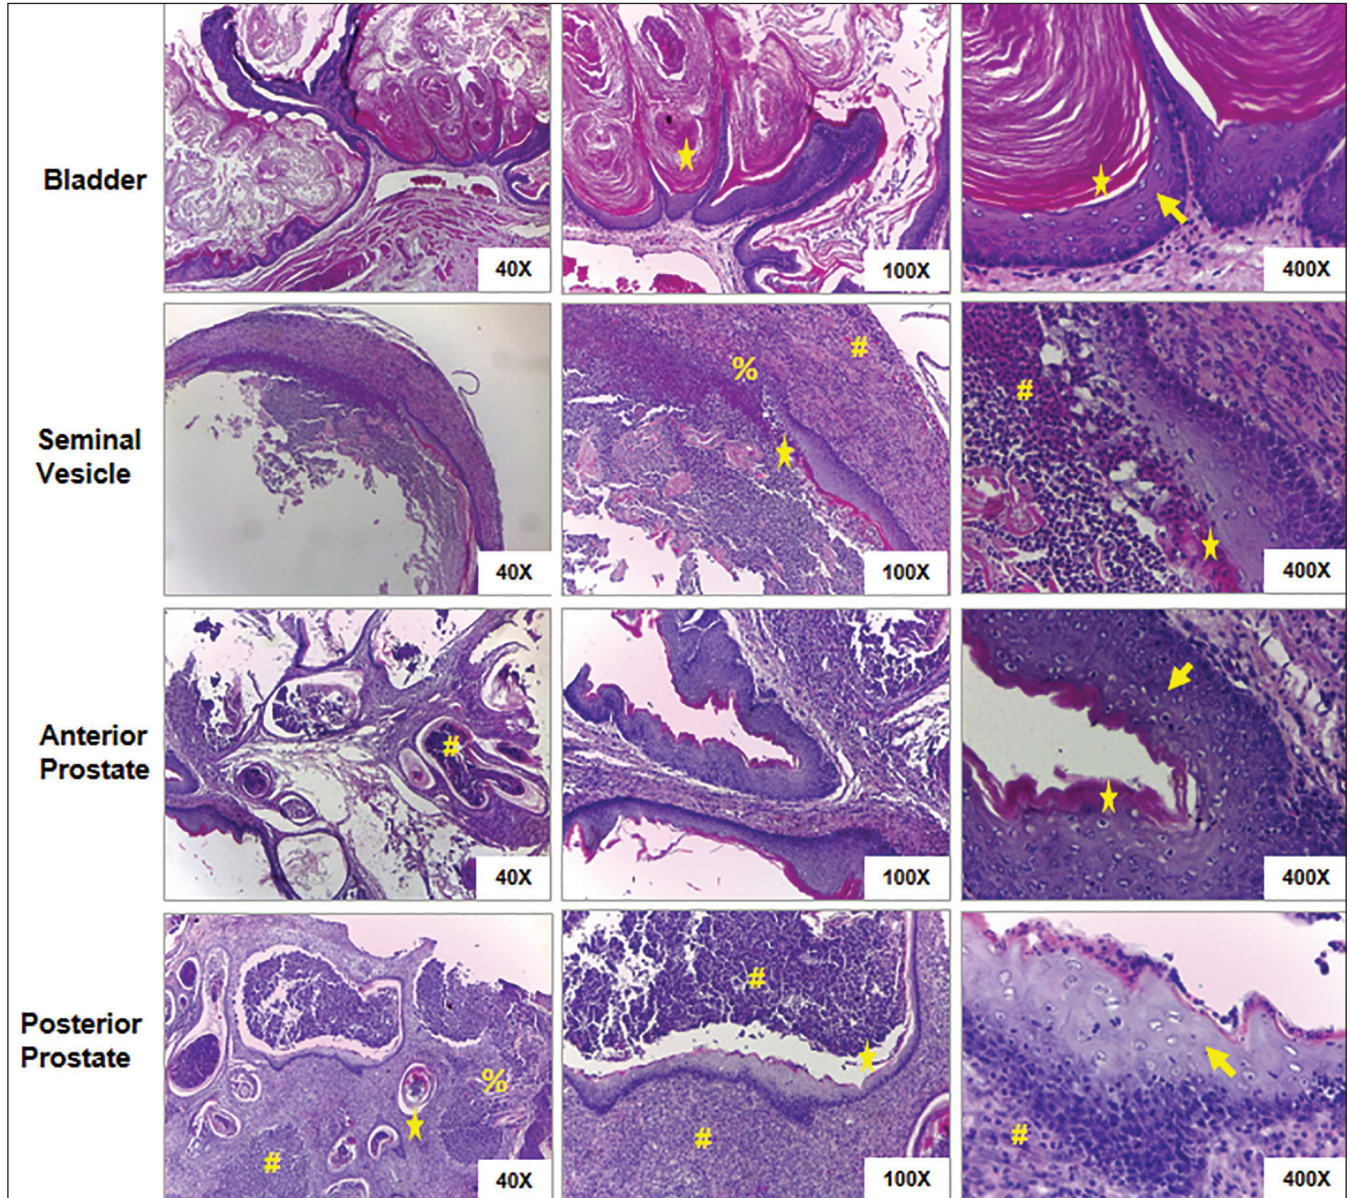 Bladder
40X
100X
400X
Seminal
Vesicle
%
#
#
40X
100X
400X
Anterior
Prostate
#
40X
100X
400X
Posterior
Prostate
%
#
#
#
#
40X
100X
400X